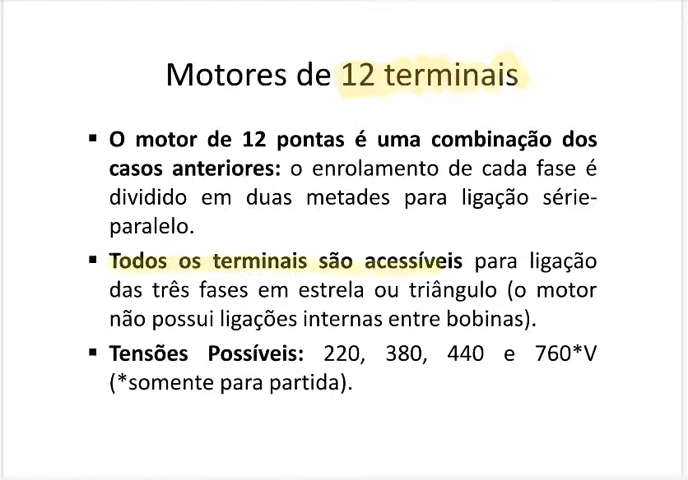 Motores de 12 terminais
▪ O motor de 12 pontas é uma combinação dos
casos anteriores: o enrolamento de cada fase é
dividido em duas metades para ligação série-
paralelo.
▪ Todos os terminais são acessíveis para ligação
das três fases em estrela ou triângulo (o motor
não possui ligações internas entre bobinas).
▪ Tensões Possíveis: 220, 380, 440 e 760*V
(*somente para partida).